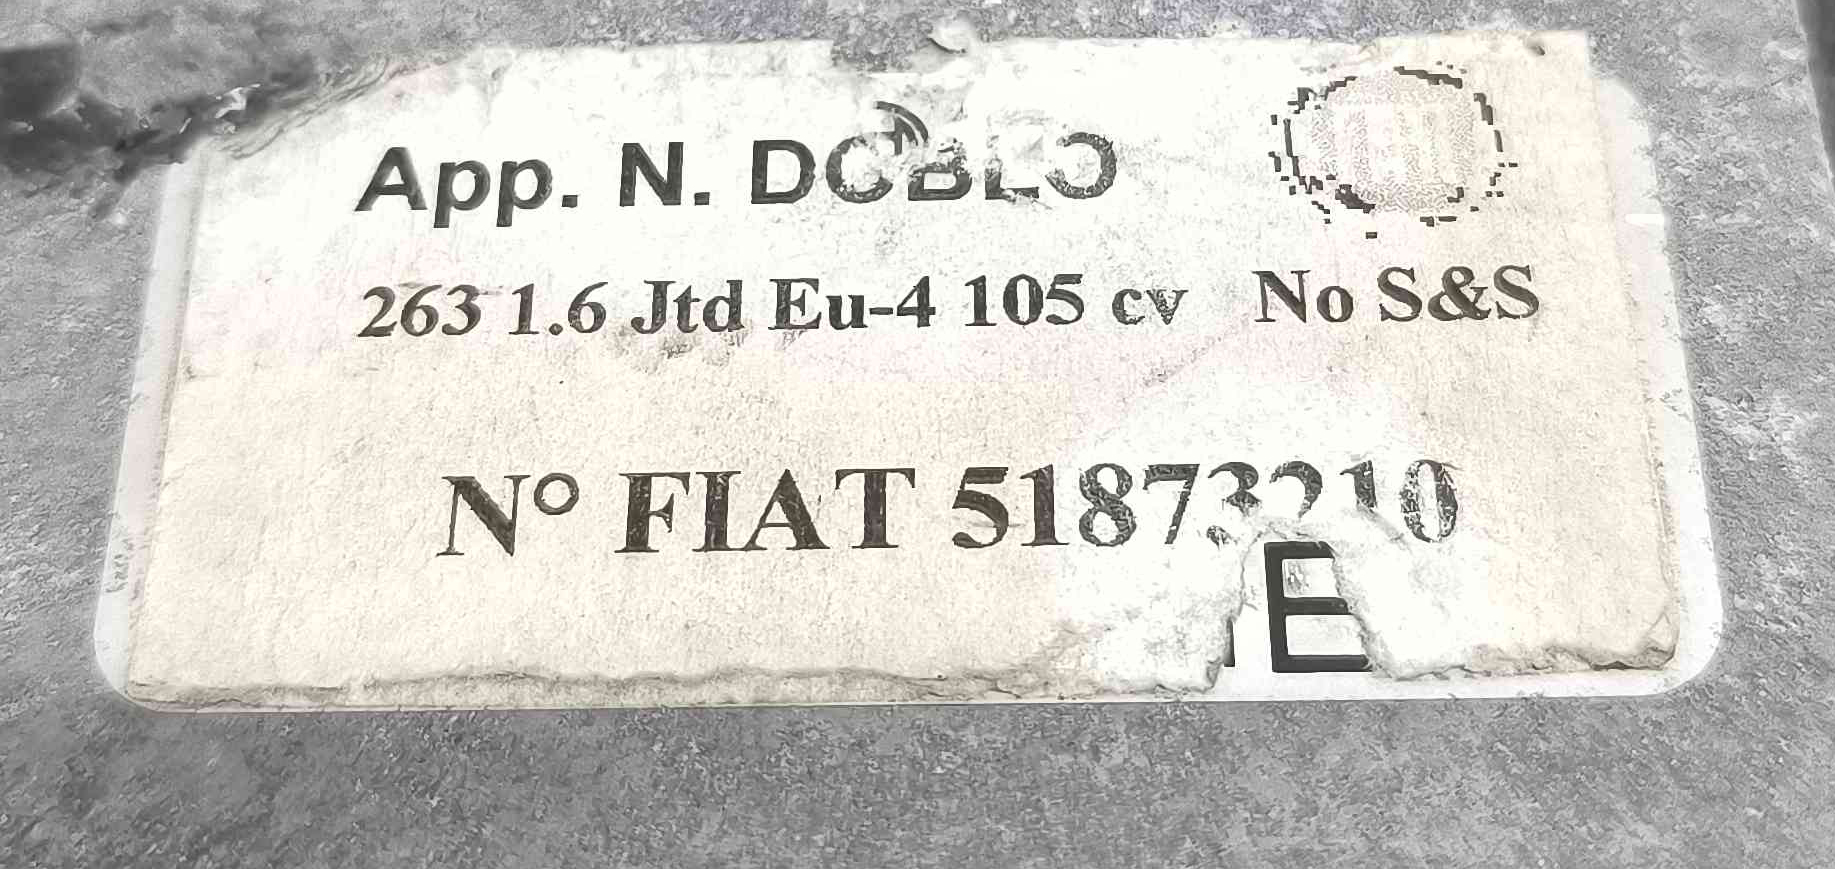 App. N. DOBLO
263 1.6 Jtd Eu-4 105 cv No S&S
N° FIAT 51873210
E